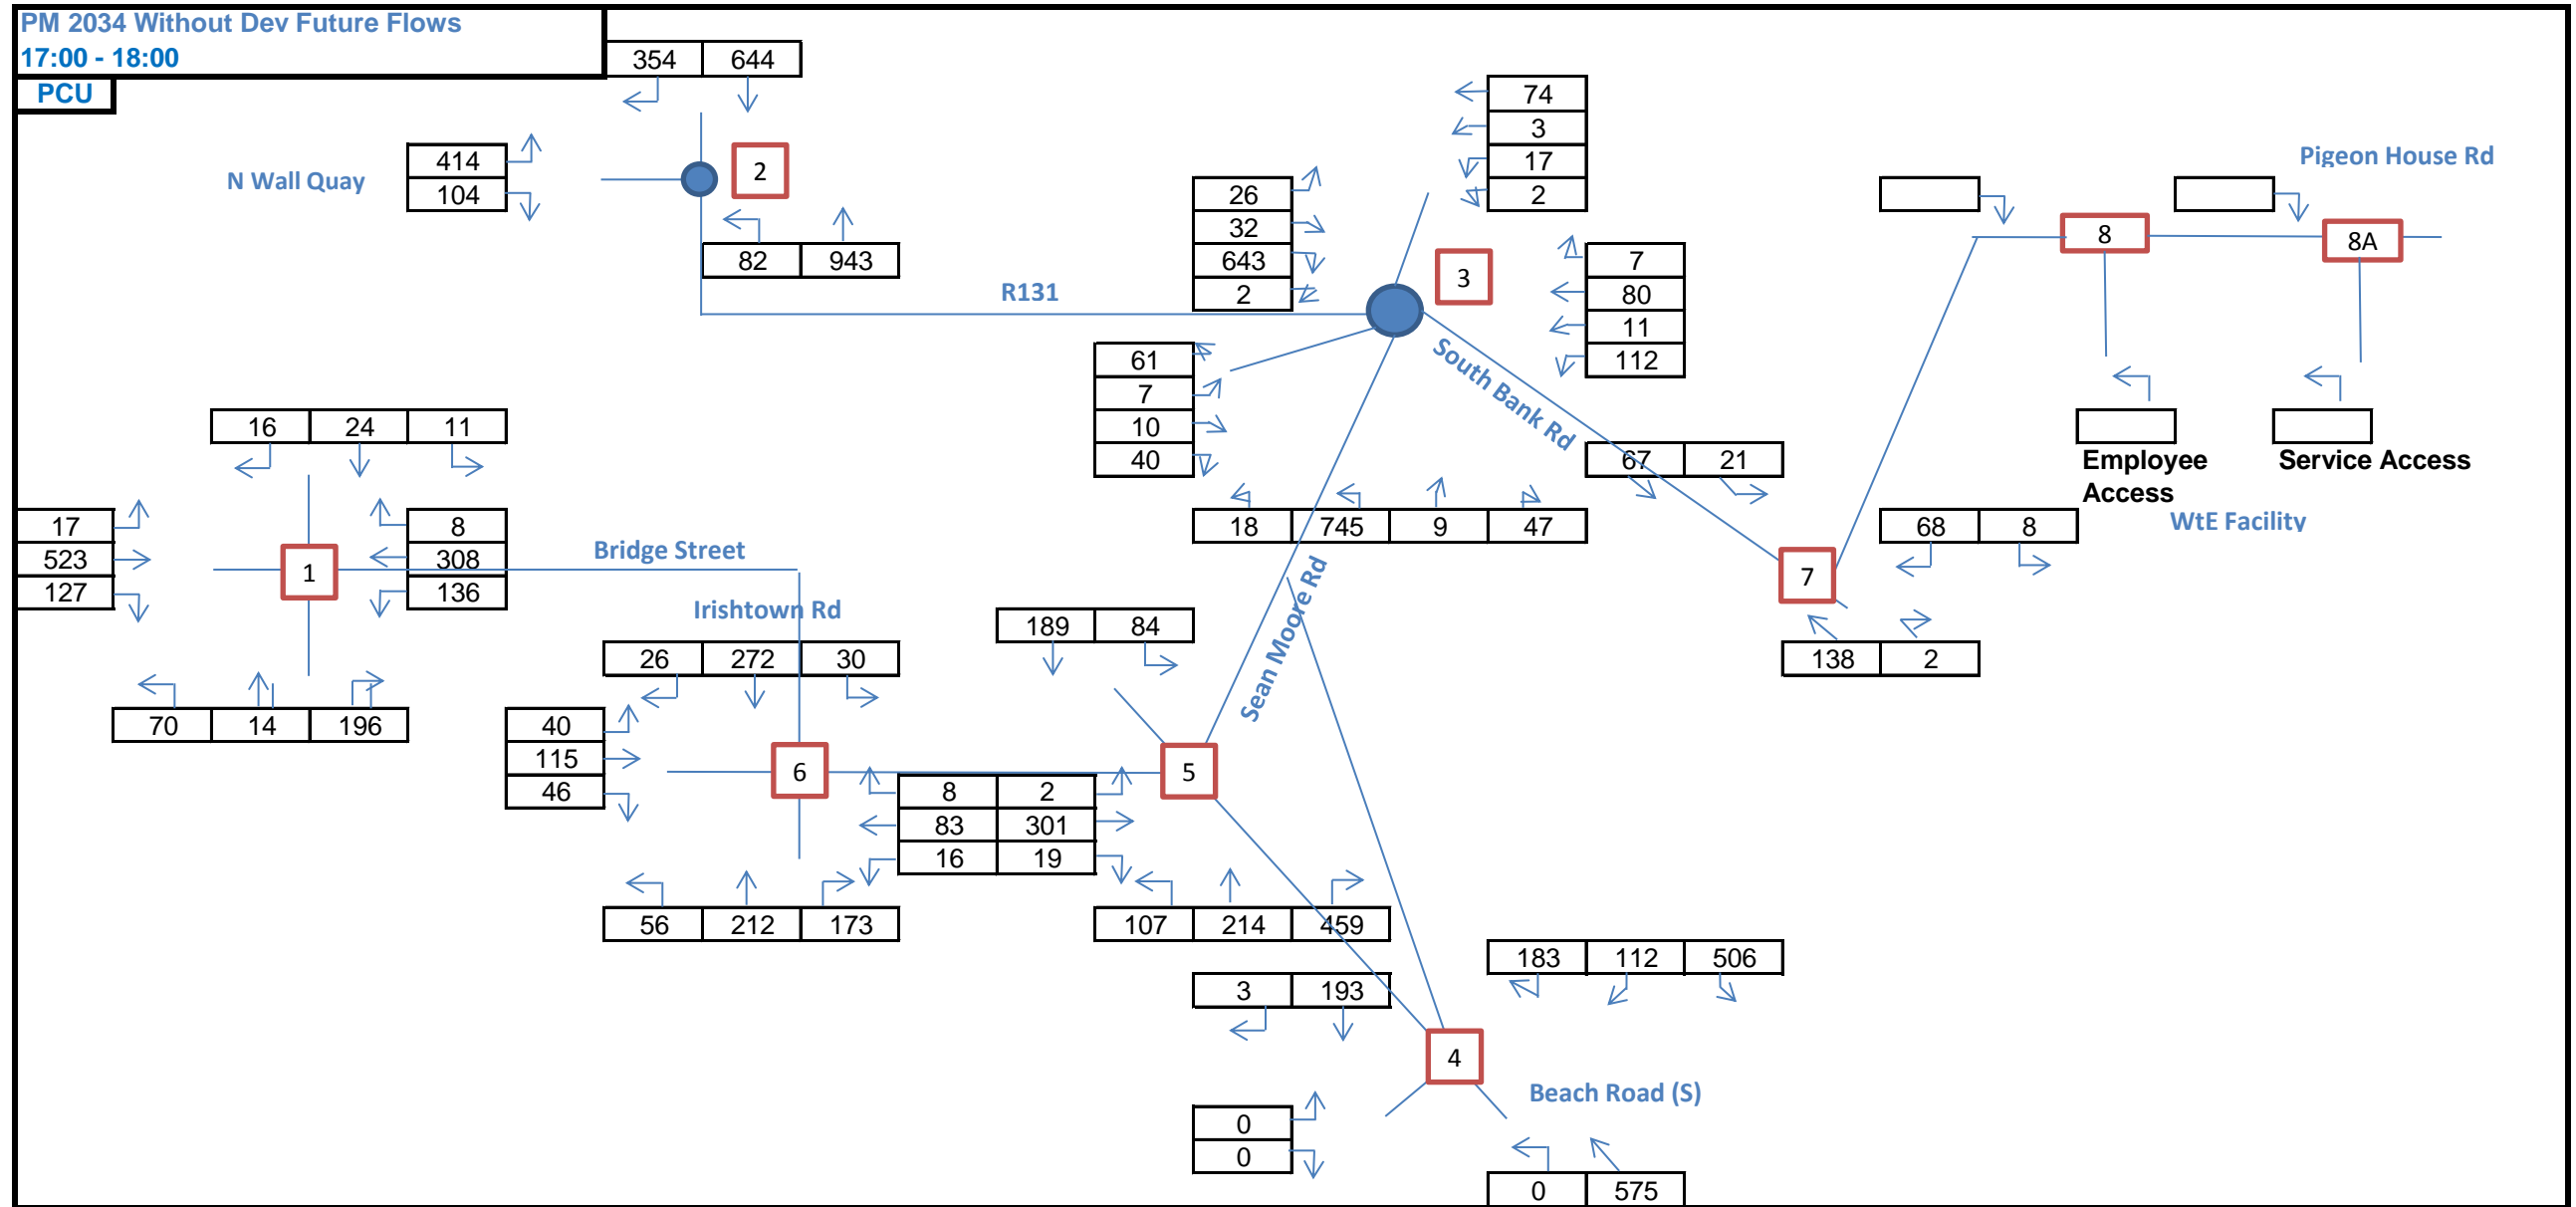 PM 2034 Without Dev Future Flows
17:00 - 18:00
PCU
354 644
74
3
17
2
414
104
N Wall Quay
2
Pigeon House Rd
26
32
643
2
82 943
3
7
80
11
112
8
8A
R131
61
7
10
40
South Bank Rd
16 24 11
67 21
Employee
Access
Service Access
17
523
127
8
308
136
1
Bridge Street
18 745 9 47
68 8
WtE Facility
7
Irishtown Rd
189 84
Sean Moore Rd
26 272 30
138 2
70 14 196
40
115
46
6
5
8 2
83 301
16 19
56 212 173
107 214 459
183 112 506
3 193
4
Beach Road (S)
0
0
0 575